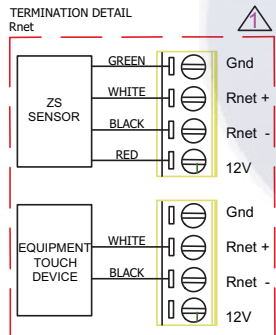 TERMINATION DETAIL
Rnet
1
ZS
SENSOR
GREEN
WHITE
BLACK
RED
Gnd
Rnet +
Rnet -
12V
EQUIPMENT
TOUCH
DEVICE
WHITE
BLACK
Gnd
Rnet +
Rnet -
12V